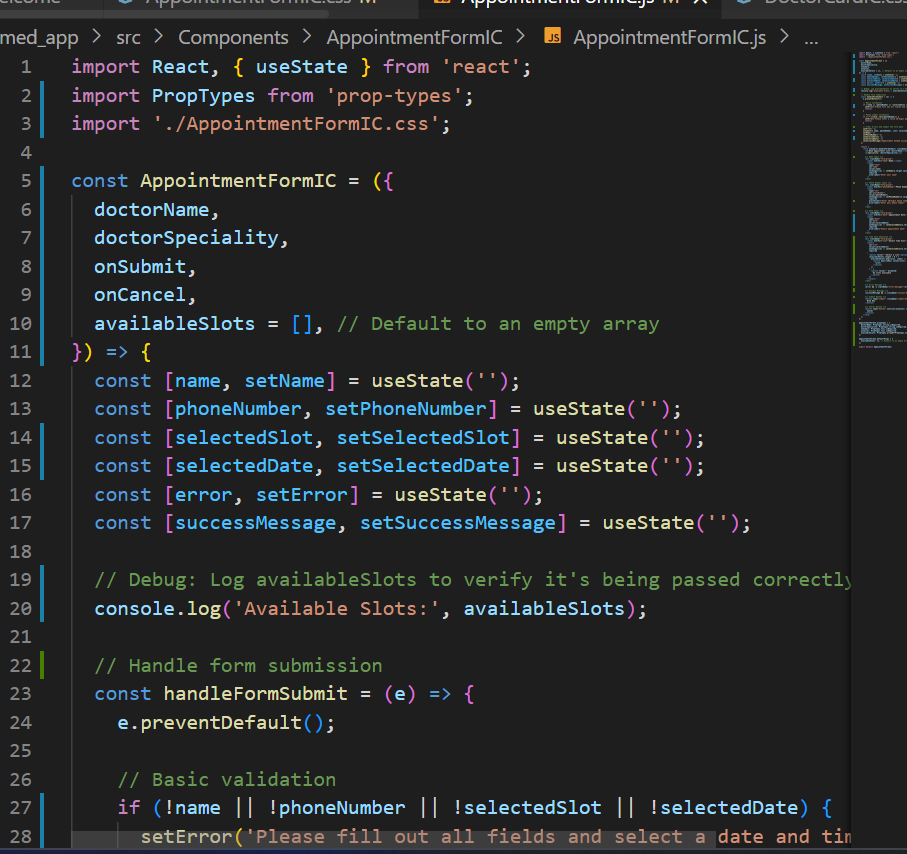 AppointmentFormIC.css M AppointmentFormIC.js M
med_app > src > Components > AppointmentFormIC > JS AppointmentFormIC.js > ...
1 import React, { useState } from 'react';
2 import PropTypes from 'prop-types';
3 import './AppointmentFormIC.css';
4
5 const AppointmentFormIC = ({
6 doctorName,
7 doctorSpeciality,
8 onSubmit,
9 onCancel,
10 availableSlots = [], // Default to an empty array
11 }) => {
12 const [name, setName] = useState('');
13 const [phoneNumber, setPhoneNumber] = useState('');
14 const [selectedSlot, setSelectedSlot] = useState('');
15 const [selectedDate, setSelectedDate] = useState('');
16 const [error, setError] = useState('');
17 const [successMessage, setSuccessMessage] = useState('');
18
19 // Debug: Log availableSlots to verify it's being passed correctly
20 console.log('Available Slots:', availableSlots);
21
22 // Handle form submission
23 const handleFormSubmit = (e) => {
24 e.preventDefault();
25
26 // Basic validation
27 if (!name || !phoneNumber || !selectedSlot || !selectedDate) {
28 setError('Please fill out all fields and select a date and tim